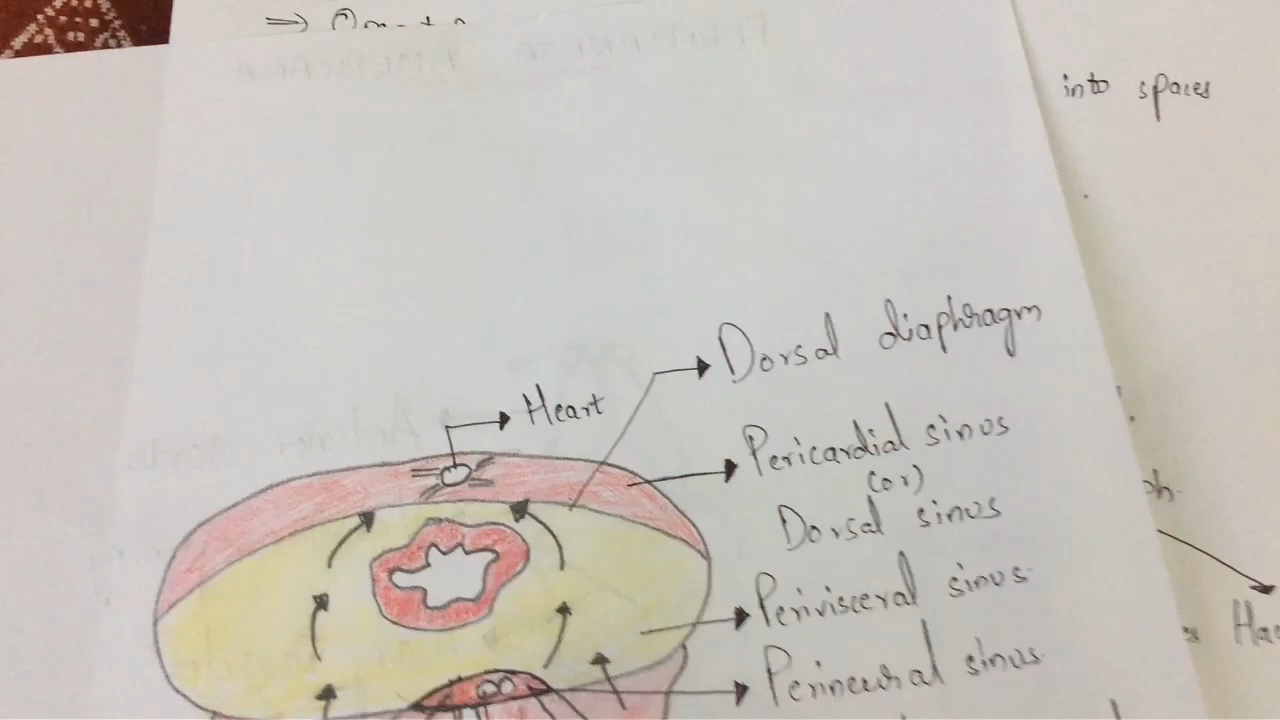 into spaces
Dorsal diaphragm
Heart
Pericardial sinus
(or)
Dorsal sinus
Perivisceral sinus
Perineural sinus